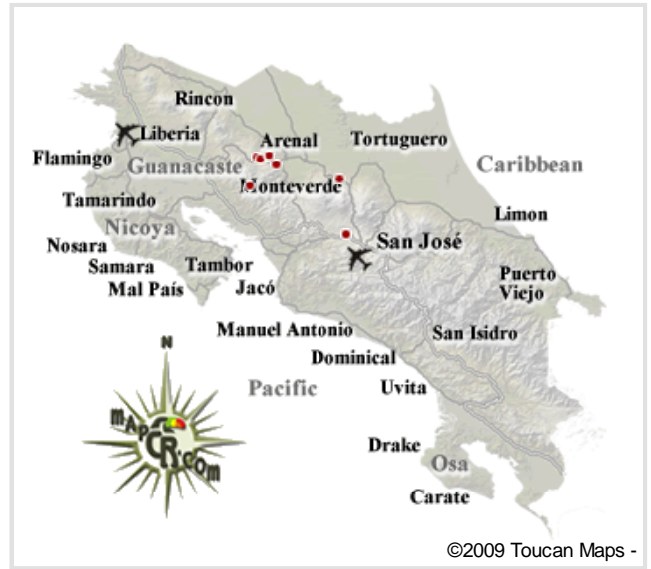 Rincon
Liberia
Arenal
Tortuguero
Flamingo
Guanacaste
Caribbean
Monteverde
Tamarindo
Limon
Nicoya
San José
Nosara
Samara
Tambor
Puerto
Viejo
Mal País
Jacó
Manuel Antonio
San Isidro
Dominical
N
Pacific
Uvita
mapCR.com
Drake
Osa
Carate
©2009 Toucan Maps -